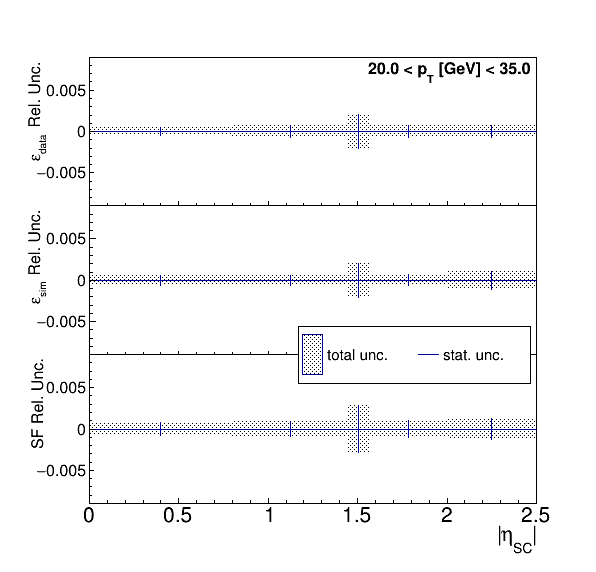 20.0 < p_T [GeV] < 35.0
ε_data Rel. Unc.
0.005
0
−0.005
ε_sim Rel. Unc.
0.005
0
−0.005
total unc. stat. unc.
SF Rel. Unc.
0.005
0
−0.005
0 0.5 1 1.5 2 2.5
|η_SC|